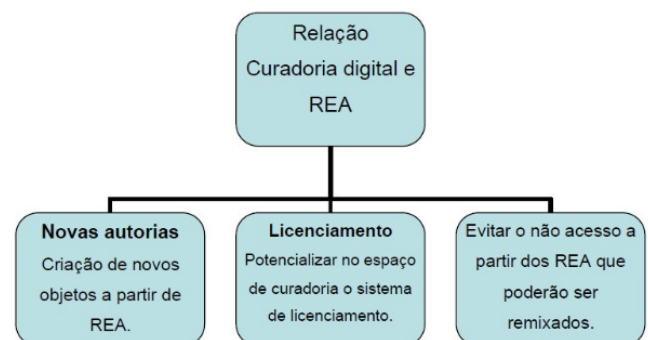 Relação
Curadoria digital e
REA
Novas autorias
Criação de novos
objetos a partir de
REA.
Licenciamento
Potencializar no espaço
de curadoria o sistema
de licenciamento.
Evitar o não acesso a
partir dos REA que
poderão ser
remixados.